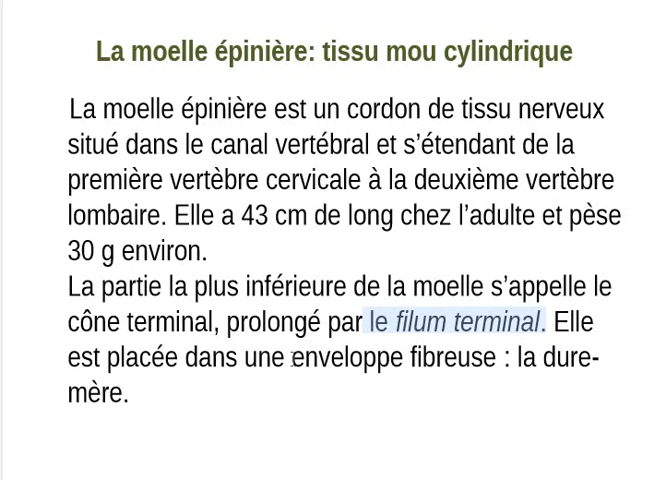 La moelle épinière: tissu mou cylindrique
La moelle épinière est un cordon de tissu nerveux
situé dans le canal vertébral et s’étendant de la
première vertèbre cervicale à la deuxième vertèbre
lombaire. Elle a 43 cm de long chez l’adulte et pèse
30 g environ.
La partie la plus inférieure de la moelle s’appelle le
cône terminal, prolongé par le filum terminal. Elle
est placée dans une enveloppe fibreuse : la dure-
mère.